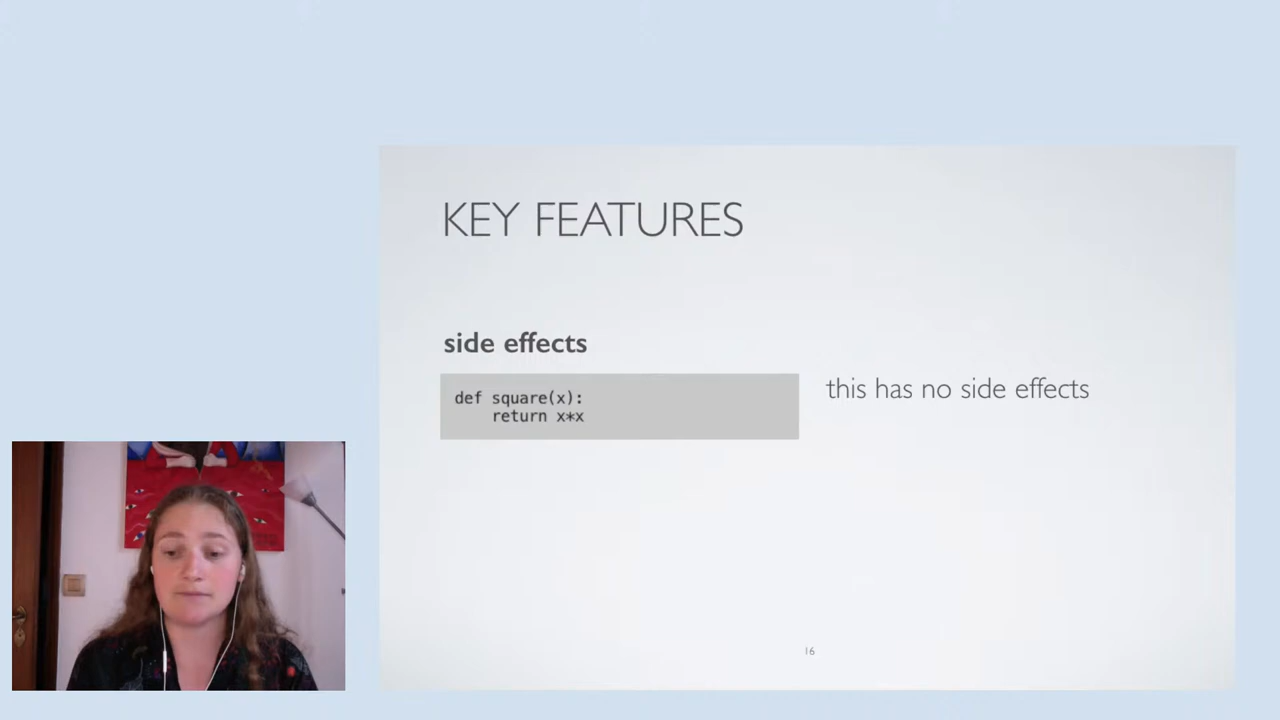 KEY FEATURES
side effects
def square(x):
    return x*x
this has no side effects
16